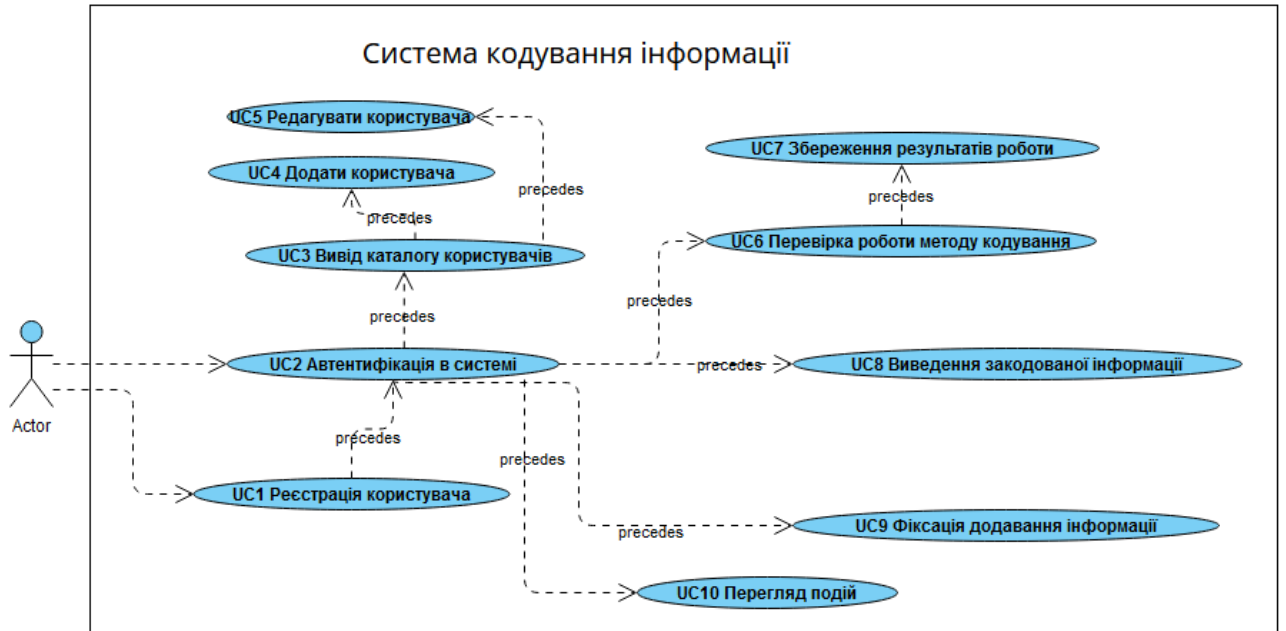 Система кодування інформації
UC5 Редагувати користувача
UC7 Збереження результатів роботи
UC4 Додати користувача
precedes
precedes
precedes
UC6 Перевірка роботи методу кодування
UC3 Вивід каталогу користувачів
precedes
precedes
UC2 Автентифікація в системі
precedes
UC8 Виведення закодованої інформації
Actor
precedes
precedes
UC1 Реєстрація користувача
precedes
UC9 Фіксація додавання інформації
UC10 Перегляд подій